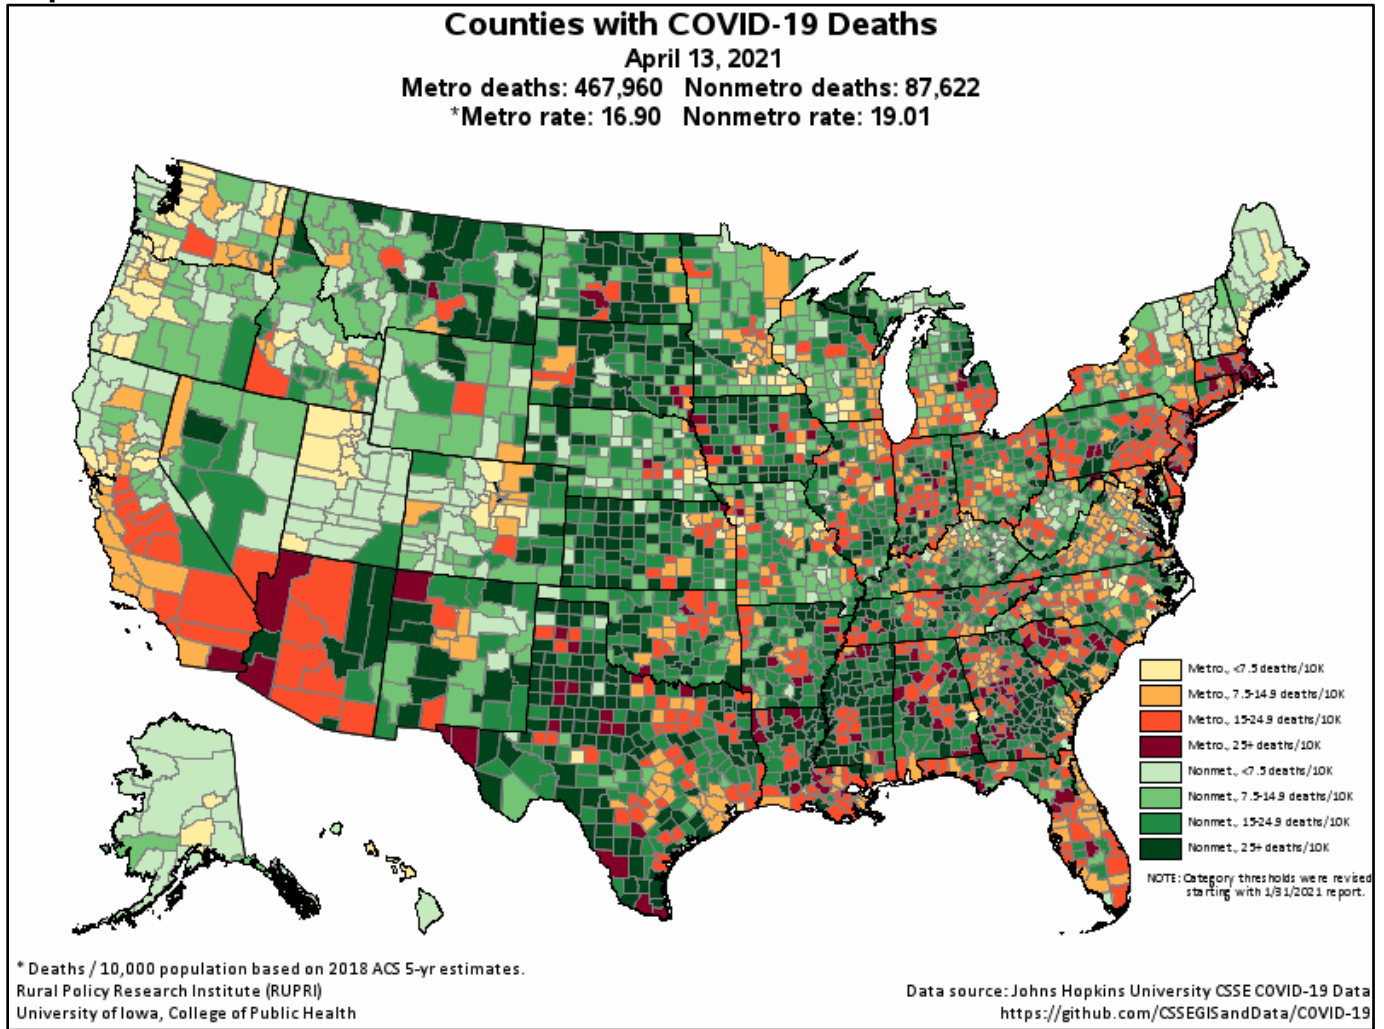 Counties with COVID-19 Deaths
April 13, 2021
Metro deaths: 467,960 Nonmetro deaths: 87,622
*Metro rate: 16.90 Nonmetro rate: 19.01
Metro., <7.5 deaths/10K
Metro., 7.5-14.9 deaths/10K
Metro., 15-24.9 deaths/10K
Metro., 25+ deaths/10K
Nonmet., <7.5 deaths/10K
Nonmet., 7.5-14.9 deaths/10K
Nonmet., 15-24.9 deaths/10K
Nonmet., 25+ deaths/10K
NOTE: Category thresholds were revised
starting with 1/31/2021 report.
* Deaths / 10,000 population based on 2018 ACS 5-yr estimates.
Rural Policy Research Institute (RUPRI)
University of Iowa, College of Public Health
Data source: Johns Hopkins University CSSE COVID-19 Data
https://github.com/CSSEGISandData/COVID-19